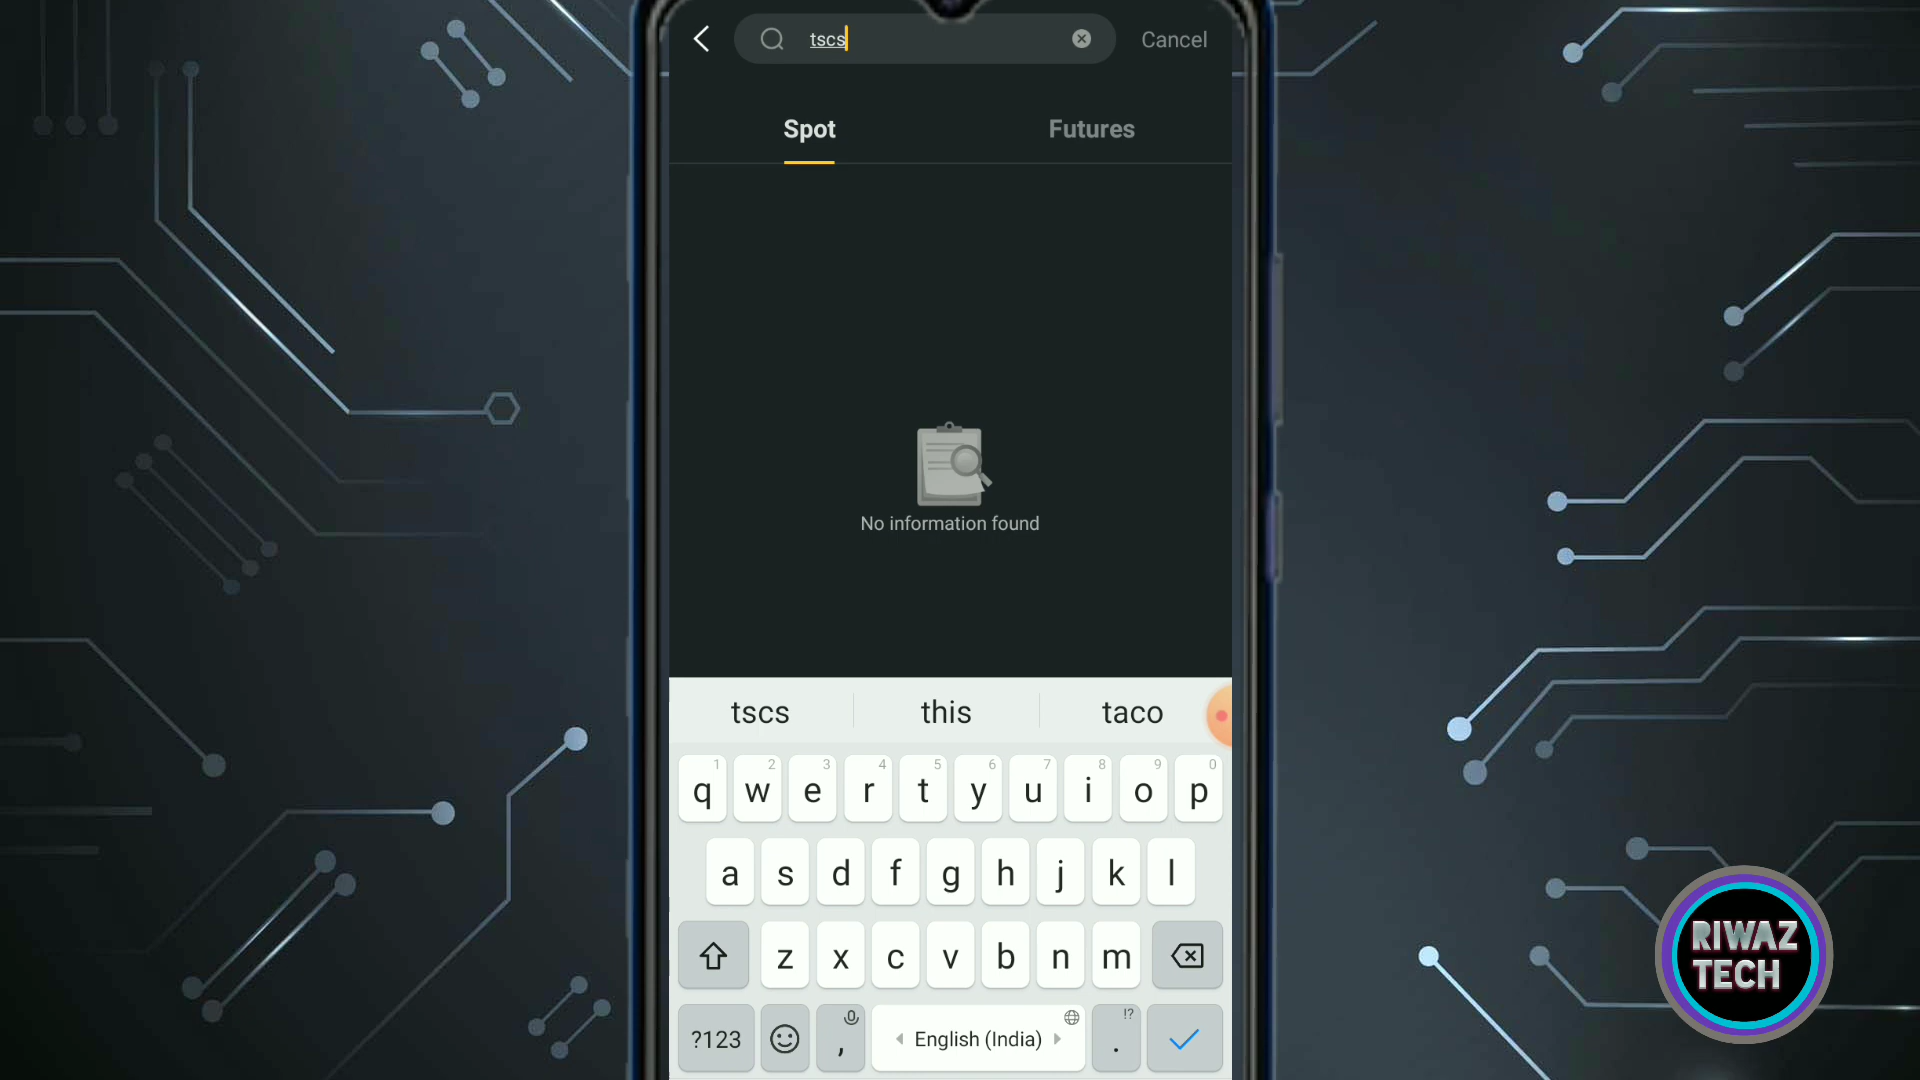 tscs
Cancel
Spot
Futures
No information found
tscs this taco
1 2 3 4 5 6 7 8 9 0
q w e r t y u i o p
a s d f g h j k l
z x c v b n m
?123 , English (India) !? .
RIWAZ
TECH